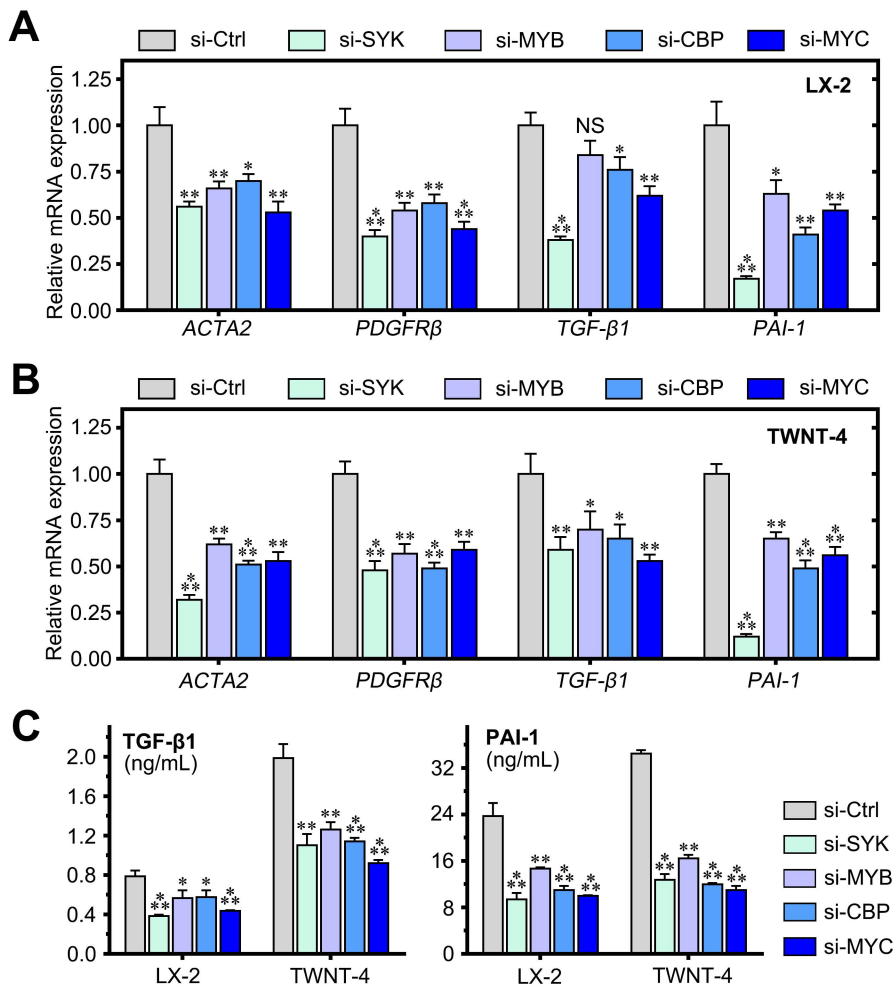 A
si-Ctrl si-SYK si-MYB si-CBP si-MYC
LX-2
Relative mRNA expression
1.25
1.00
0.75
0.50
0.25
0.00
** ** * **
*
** ** ** *
**
*
** NS * **
*
** * ** **
ACTA2 PDGFRβ TGF-β1 PAI-1
B
si-Ctrl si-SYK si-MYB si-CBP si-MYC
TWNT-4
Relative mRNA expression
1.25
1.00
0.75
0.50
0.25
0.00
*
** ** *
** **
*
** ** *
** **
** * * **
*
** ** *
** *
**
ACTA2 PDGFRβ TGF-β1 PAI-1
C
TGF-β1
(ng/mL)
2.0
1.6
1.2
0.8
0.4
0.0
*
** * * *
**
** ** *
** *
**
LX-2 TWNT-4
PAI-1
(ng/mL)
32
24
16
8
0
*
** ** *
** *
**
*
** ** *
** *
**
LX-2 TWNT-4
si-Ctrl
si-SYK
si-MYB
si-CBP
si-MYC